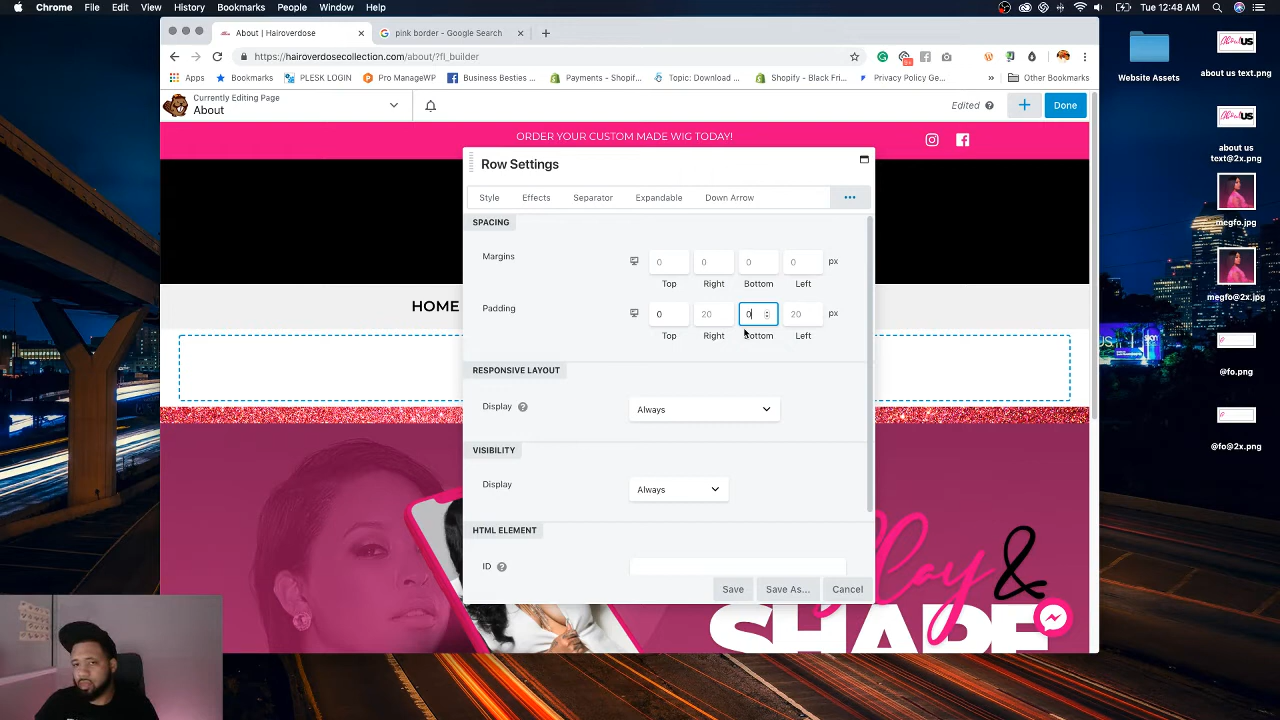 Chrome File Edit View History Bookmarks People Window Help
Tue 12:48 AM
About | Hairoverdose
pink border - Google Search
https://hairoverdosecollection.com/about/?fl_builder
Apps
Bookmarks
PLESK LOGIN
Pro ManageWP
Business Besties ...
Payments - Shopif...
Topic: Download ...
Shopify - Black Fri...
Privacy Policy Ge...
»
Other Bookmarks
Currently Editing Page
About
Edited
Done
ORDER YOUR CUSTOM MADE WIG TODAY!
Row Settings
Style Effects Separator Expandable Down Arrow
SPACING
Margins
0 0 0 0 px
Top Right Bottom Left
Padding
0 20 0 20 px
Top Right Bottom Left
RESPONSIVE LAYOUT
Display
Always
VISIBILITY
Display
Always
HTML ELEMENT
ID
Save
Save As...
Cancel
HOME
&
SHAPE
Website Assets
about us text.png
about us
text@2x.png
megfo.jpg
megfo@2x.jpg
@fo.png
@fo@2x.png